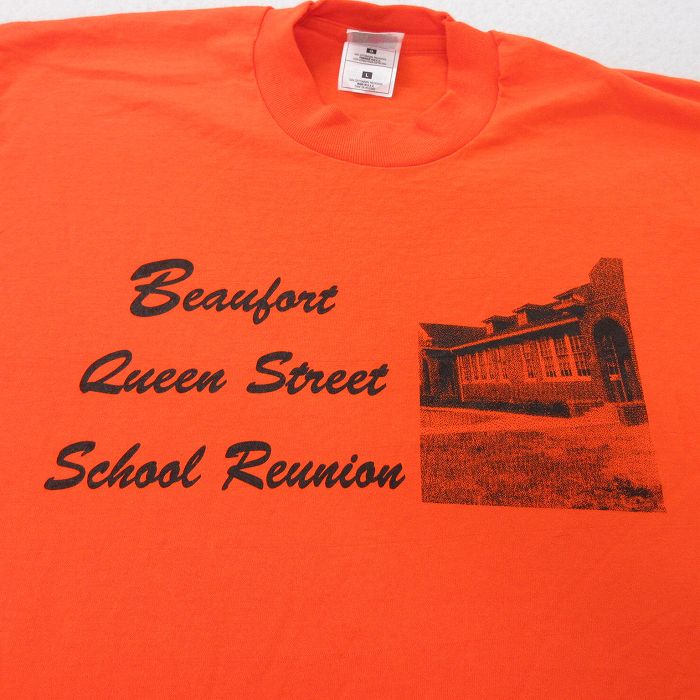 L
Beaufort
Queen Street
School Reunion